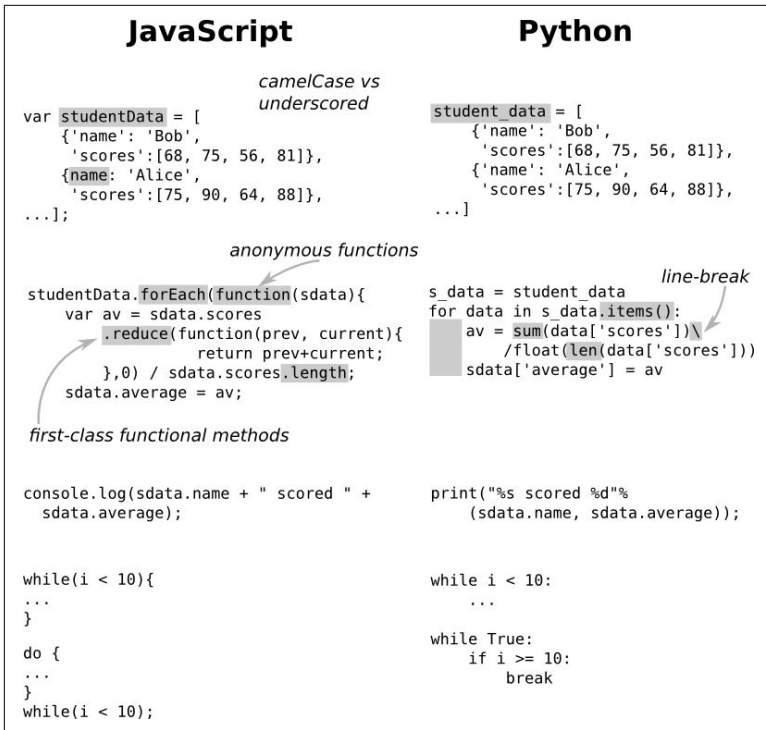 JavaScript
camelCase vs
underscored
var studentData = [
    {'name': 'Bob',
     'scores':[68, 75, 56, 81]},
    {name: 'Alice',
     'scores':[75, 90, 64, 88]},
...];
anonymous functions
studentData.forEach(function(sdata){
    var av = sdata.scores
        .reduce(function(prev, current){
                  return prev+current;
        },0) / sdata.scores.length;
    sdata.average = av;
first-class functional methods
console.log(sdata.name + " scored " +
  sdata.average);
while(i < 10){
...
}
do {
...
}
while(i < 10);
Python
student_data = [
    {'name': 'Bob',
     'scores':[68, 75, 56, 81]},
    {'name': 'Alice',
     'scores':[75, 90, 64, 88]},
...]
line-break
s_data = student_data
for data in s_data.items():
    av = sum(data['scores'])\
        /float(len(data['scores']))
    sdata['average'] = av
print("%s scored %d"%
    (sdata.name, sdata.average));
while i < 10:
    ...
while True:
    if i >= 10:
        break